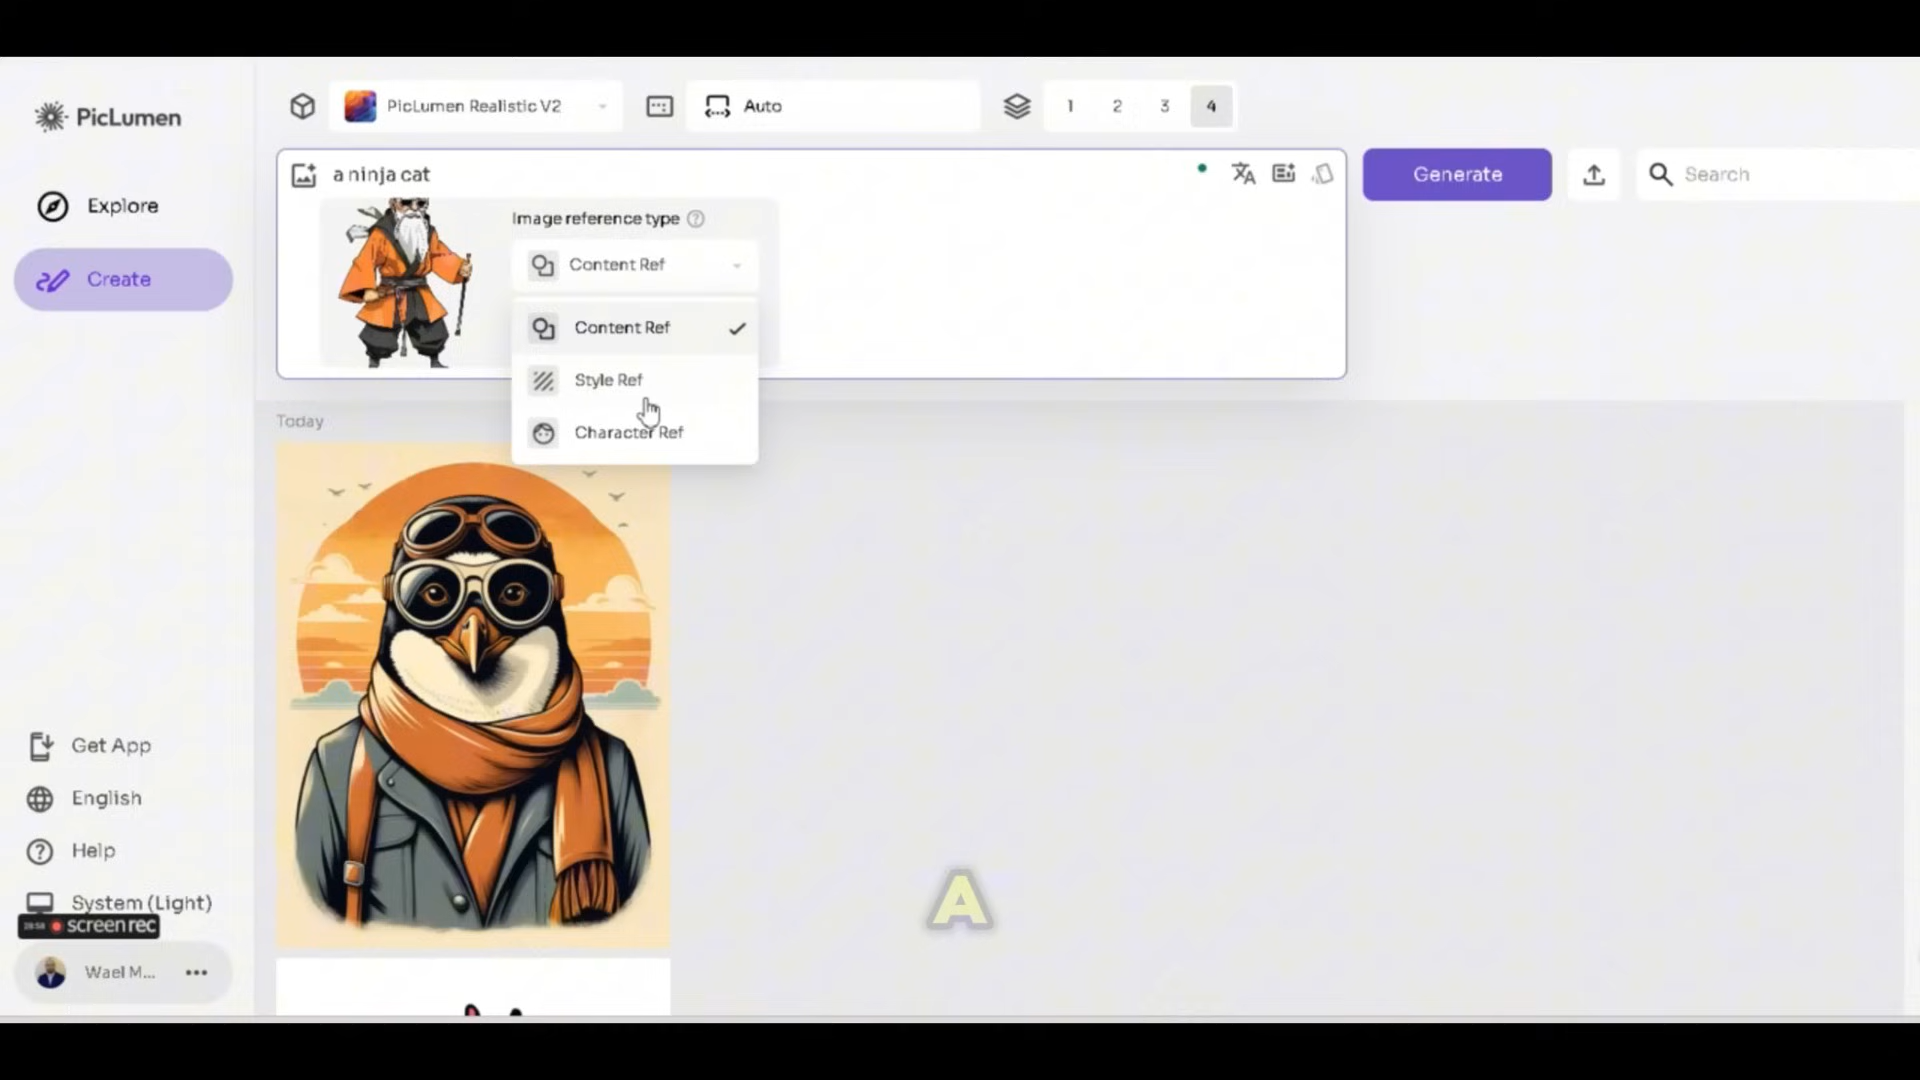 PicLumen
PicLumen Realistic V2
Auto
1 2 3 4
a ninja cat
Generate
Search
Explore
Image reference type
Content Ref
Create
Content Ref
Style Ref
Character Ref
Today
Get App
English
Help
System (Light)
screenrec
Wael M...
A